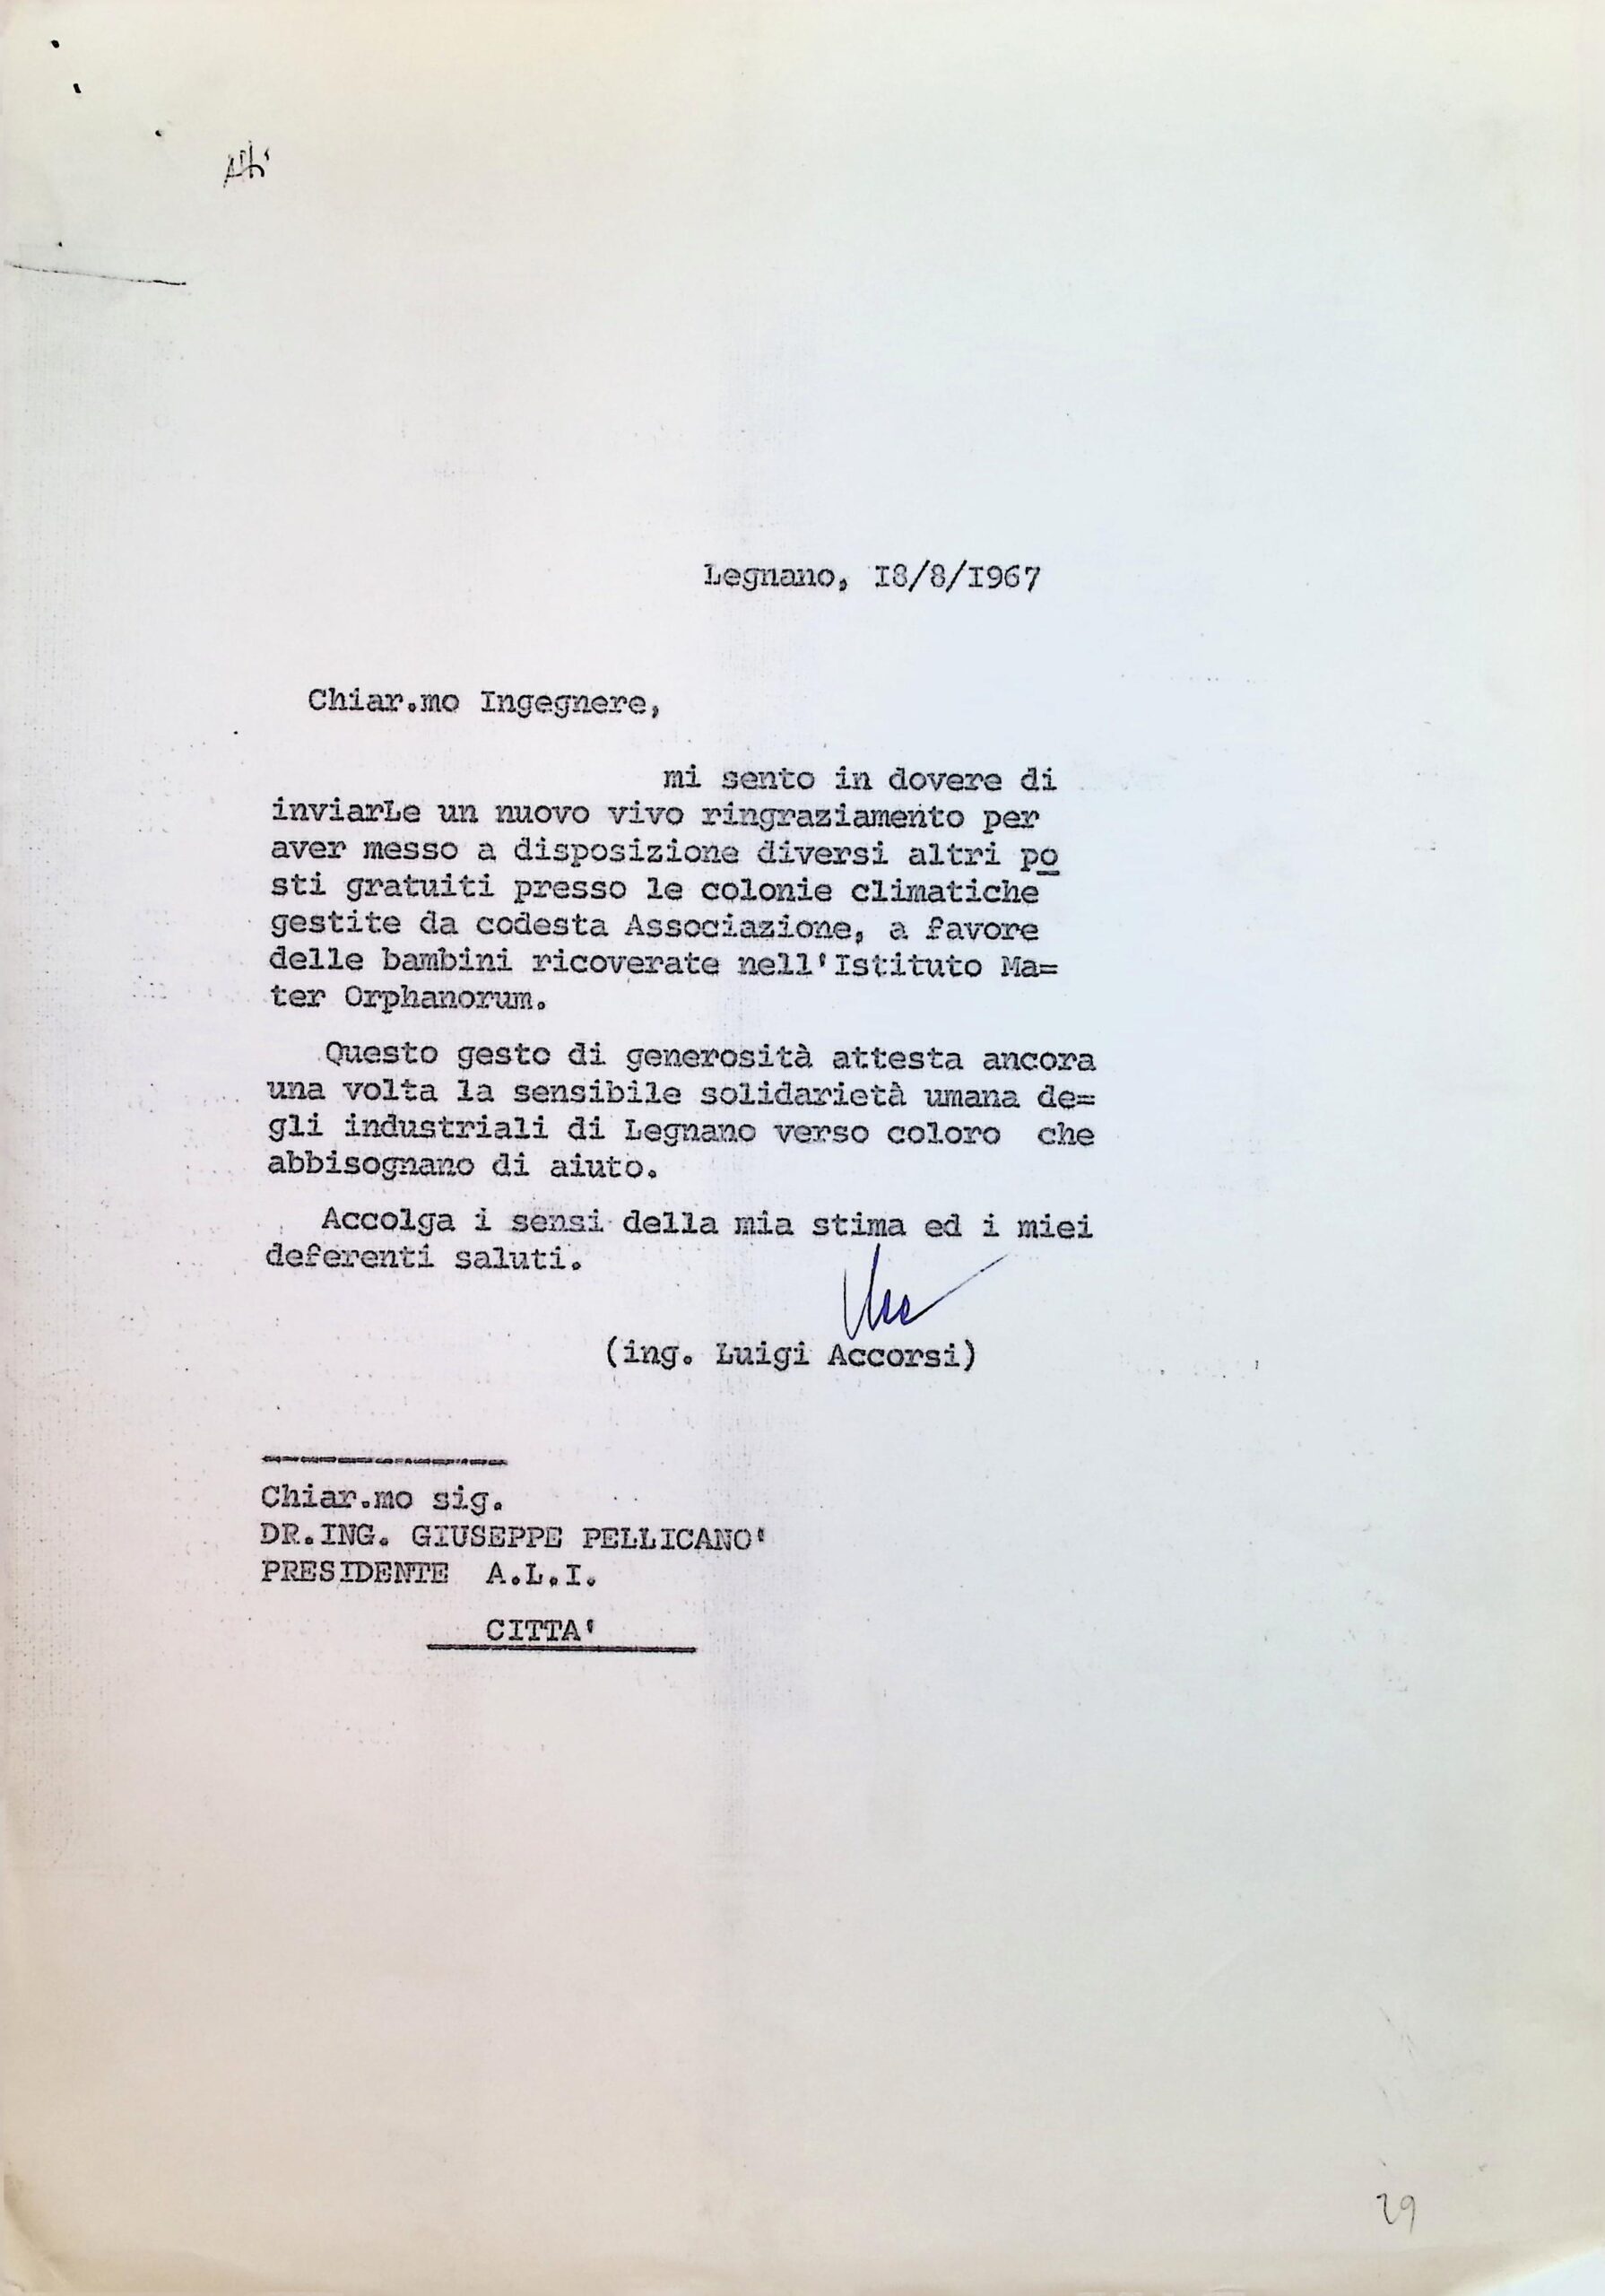 Atti
Legnano, I8/8/I967
Chiar.mo Ingegnere,
mi sento in dovere di
inviarLe un nuovo vivo ringraziamento per
aver messo a disposizione diversi altri po
sti gratuiti presso le colonie climatiche
gestite da codesta Associazione, a favore
delle bambini ricoverate nell'Istituto Ma=
ter Orphanorum.
Questo gesto di generosità attesta ancora
una volta la sensibile solidarietà umana de=
gli industriali di Legnano verso coloro che
abbisognano di aiuto.
Accolga i sensi della mia stima ed i miei
deferenti saluti.
(ing. Luigi Accorsi)
Chiar.mo sig.
DR.ING. GIUSEPPE PELLICANO'
PRESIDENTE A.L.I.
CITTA'
29